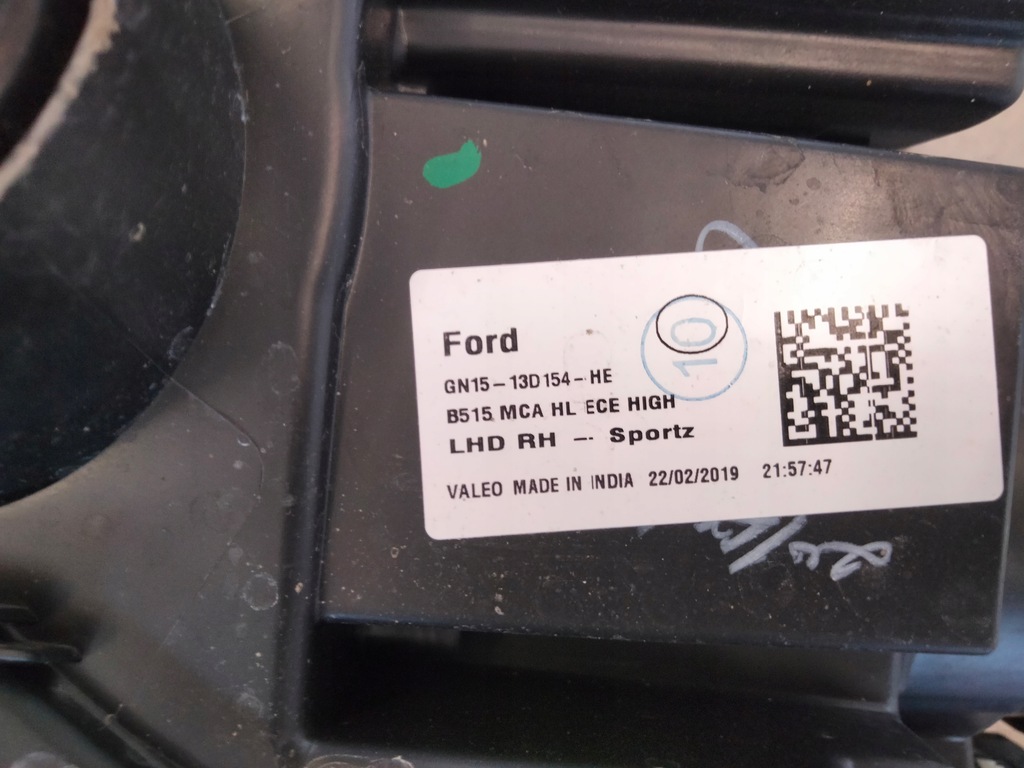 Ford
10
GN15-13D154-HE
B515 MCA HL ECE HIGH
LHD RH -- Sportz
VALEO MADE IN INDIA 22/02/2019 21:57:47